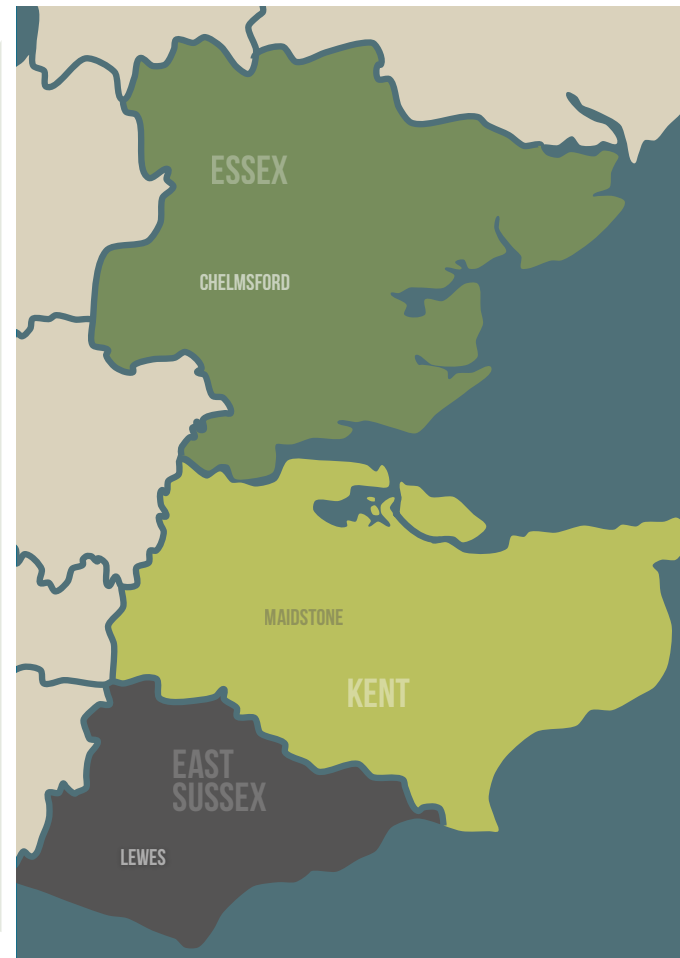 ESSEX
CHELMSFORD
MAIDSTONE
KENT
EAST
SUSSEX
LEWES